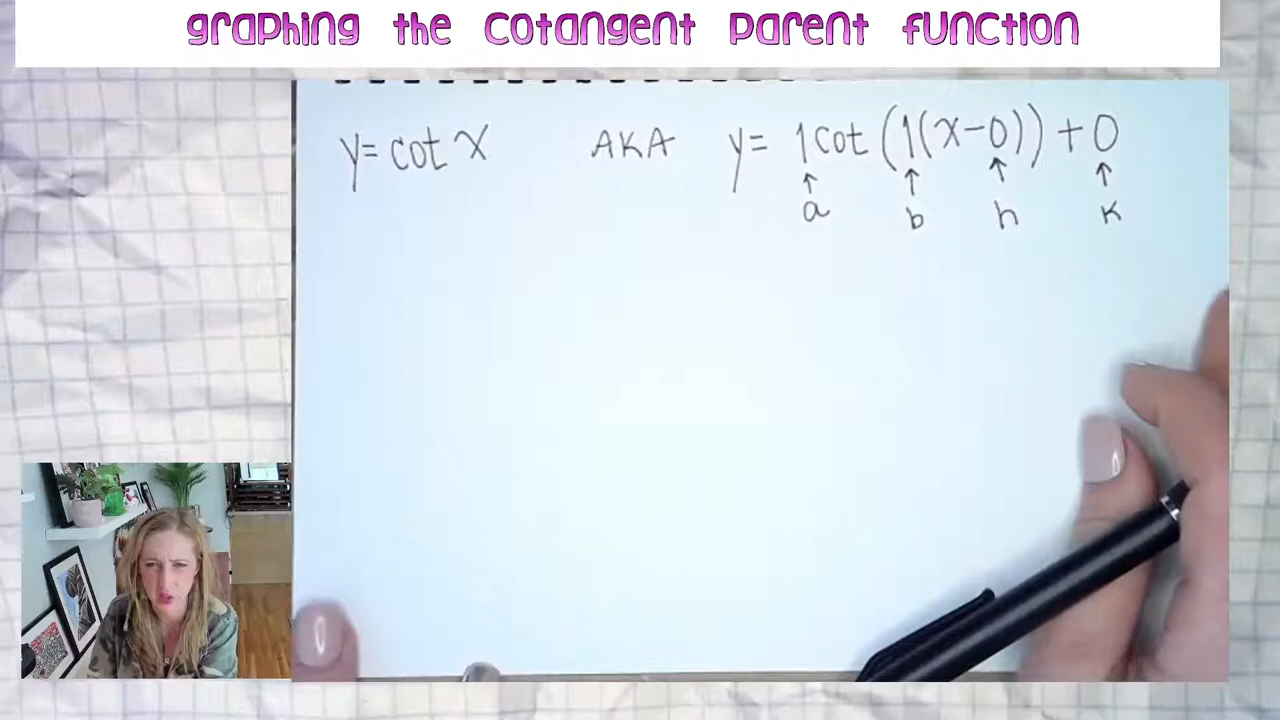 graphing the cotangent parent function
y= cot x AKA y= 1cot (1(x-0)) + 0
↑ ↑ ↑ ↑
a b h k